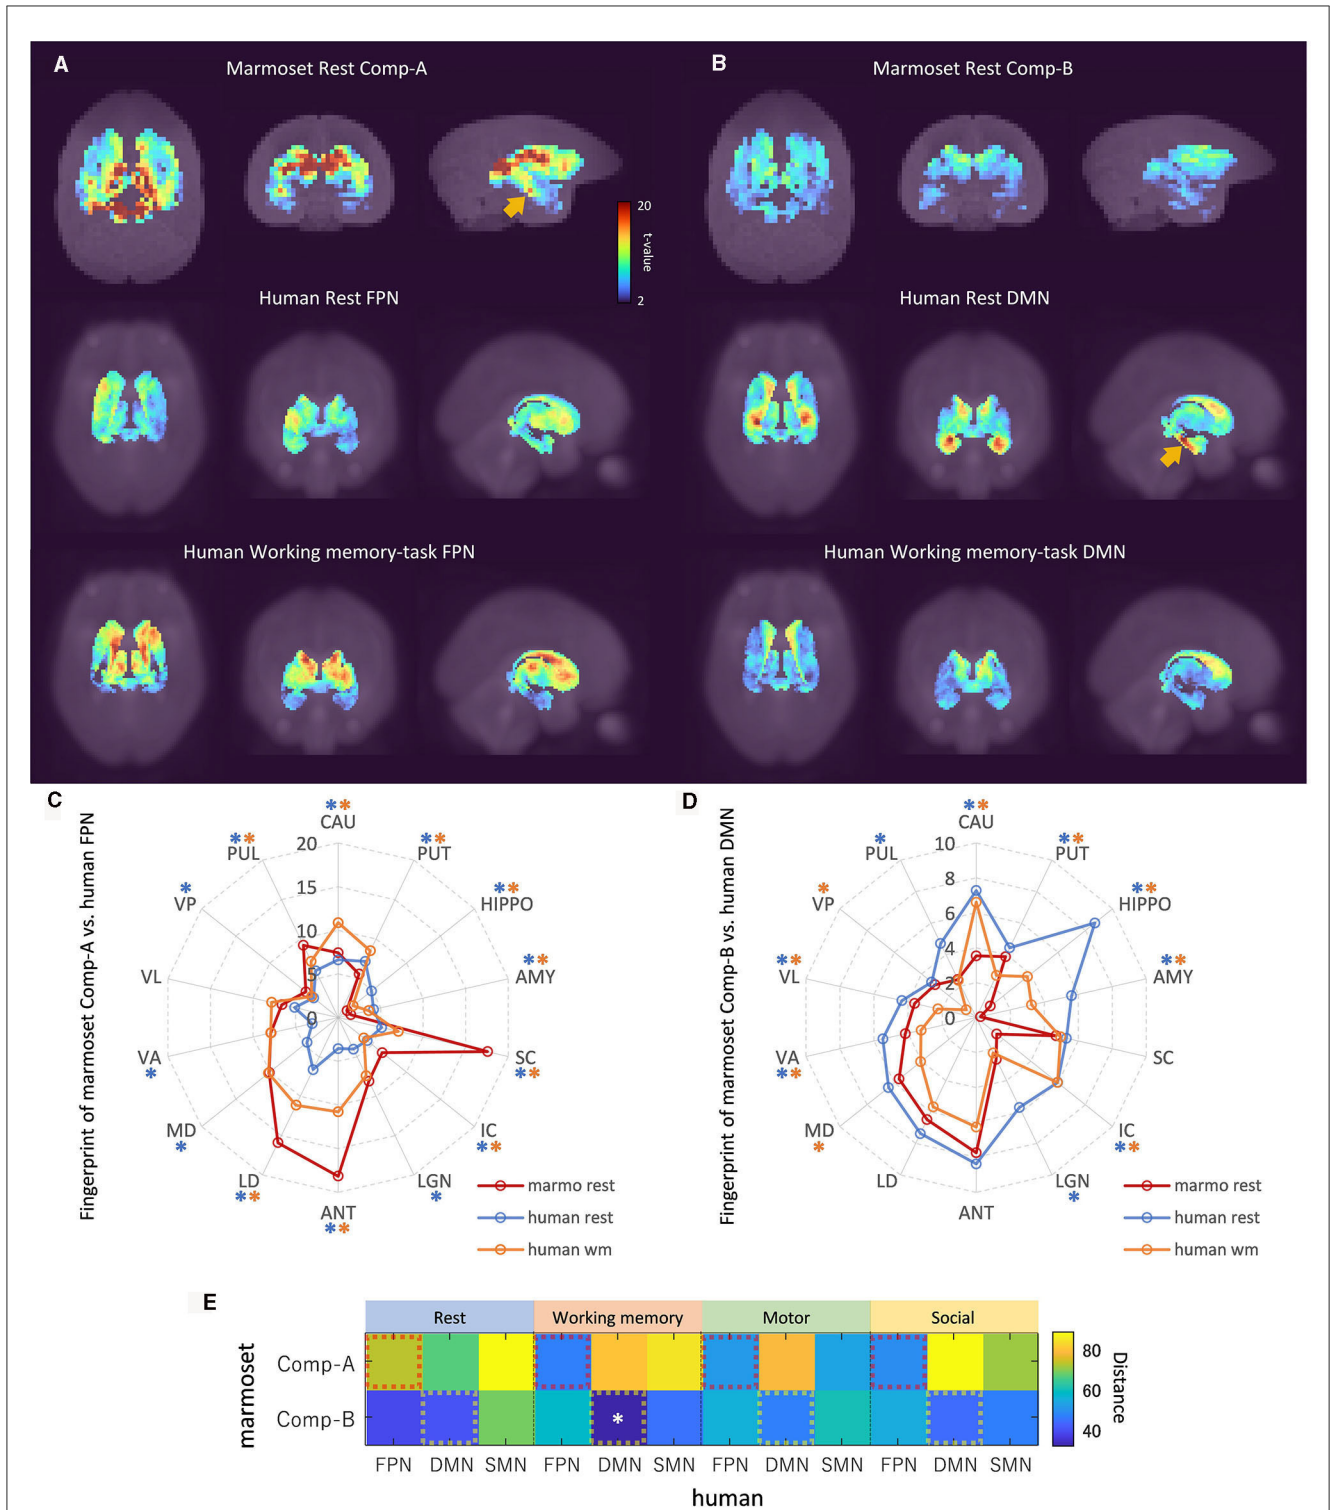 A
Marmoset Rest Comp-A
B
Marmoset Rest Comp-B
20
t-value
2
Human Rest FPN
Human Rest DMN
Human Working memory-task FPN
Human Working memory-task DMN
C
Fingerprint of marmoset Comp-A vs. human FPN
**
CAU
**
PUT
**
HIPPO
**
AMY
SC
**
IC
**
LGN
*
ANT
**
LD
**
MD
*
VA
*
VL
*
VP
**
PUL
20
15
10
5
0
marmo rest
human rest
human wm
D
Fingerprint of marmoset Comp-B vs. human DMN
**
CAU
**
PUT
**
HIPPO
**
AMY
SC
IC
**
LGN
*
ANT
LD
MD
*
VA
**
**
VL
*
VP
*
PUL
10
8
6
4
2
0
marmo rest
human rest
human wm
E
Rest Working memory Motor Social
marmoset
Comp-A
Comp-B
*
FPN DMN SMN FPN DMN SMN FPN DMN SMN FPN DMN SMN
human
80
60
40
Distance